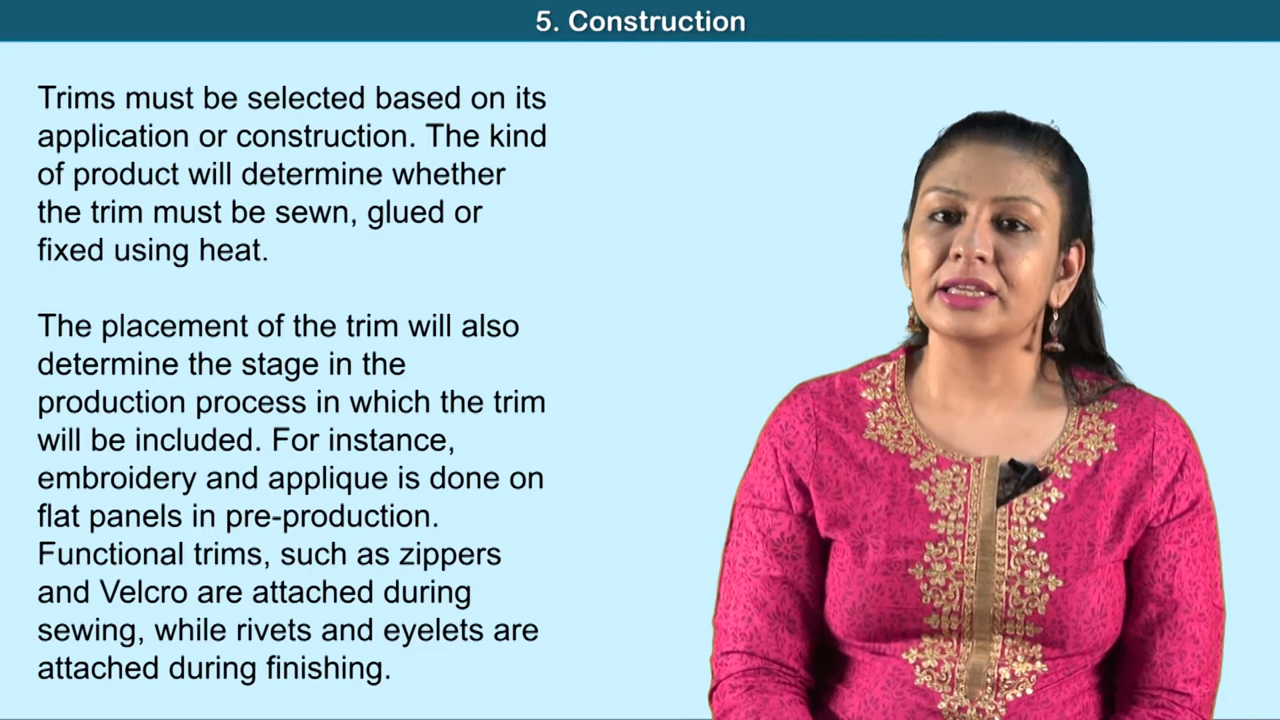 5. Construction
Trims must be selected based on its
application or construction. The kind
of product will determine whether
the trim must be sewn, glued or
fixed using heat.
The placement of the trim will also
determine the stage in the
production process in which the trim
will be included. For instance,
embroidery and applique is done on
flat panels in pre-production.
Functional trims, such as zippers
and Velcro are attached during
sewing, while rivets and eyelets are
attached during finishing.